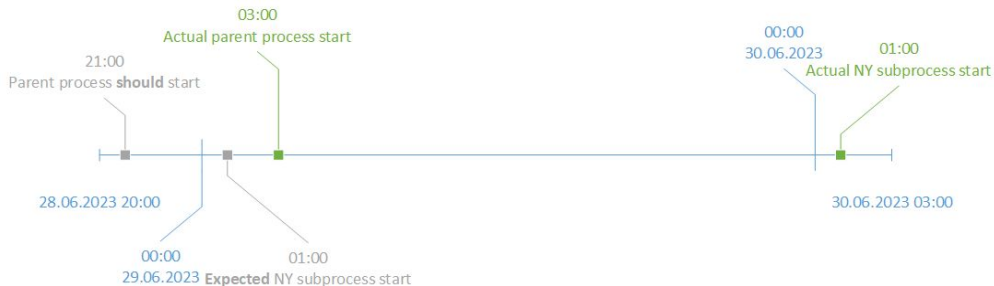 03:00
Actual parent process start
00:00
30.06.2023
01:00
Actual NY subprocess start
21:00
Parent process should start
28.06.2023 20:00
30.06.2023 03:00
00:00
29.06.2023
01:00
Expected NY subprocess start